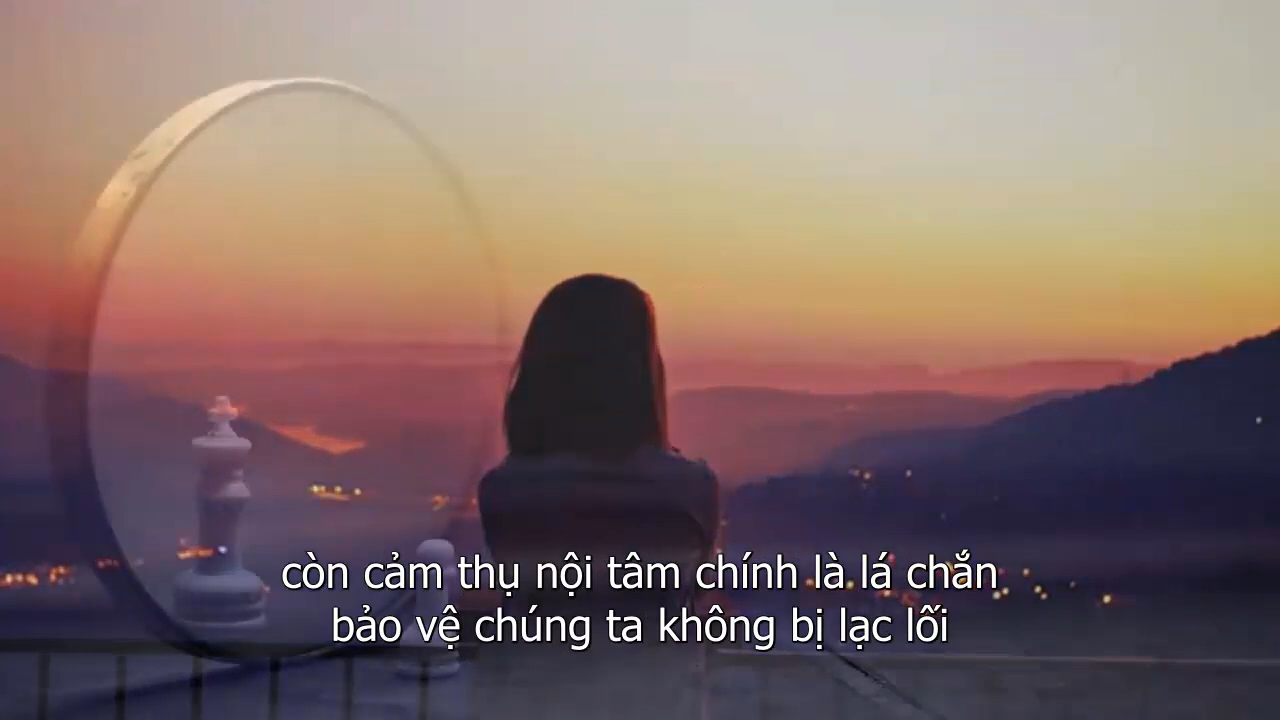 còn cảm thụ nội tâm chính là lá chắn
bảo vệ chúng ta không bị lạc lối